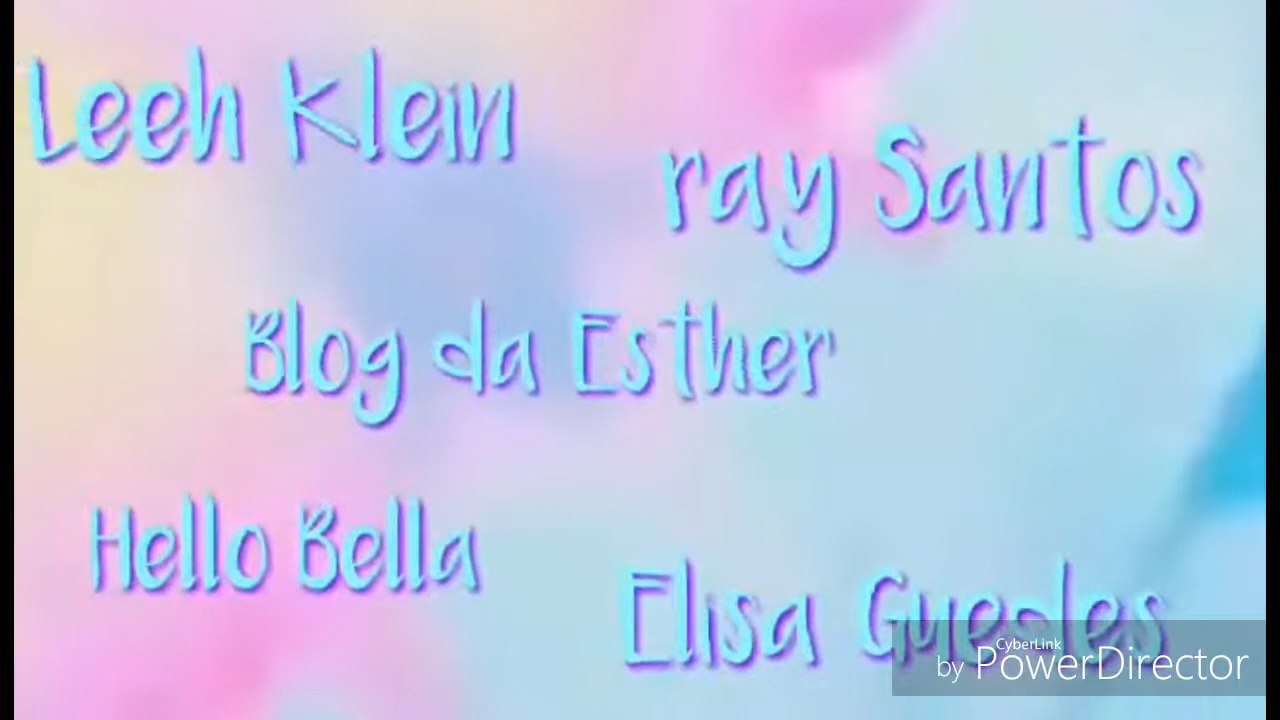 Leeh Klein
ray Santos
Blog da Esther
Hello Bella
Elisa Guedes
CyberLink
by PowerDirector